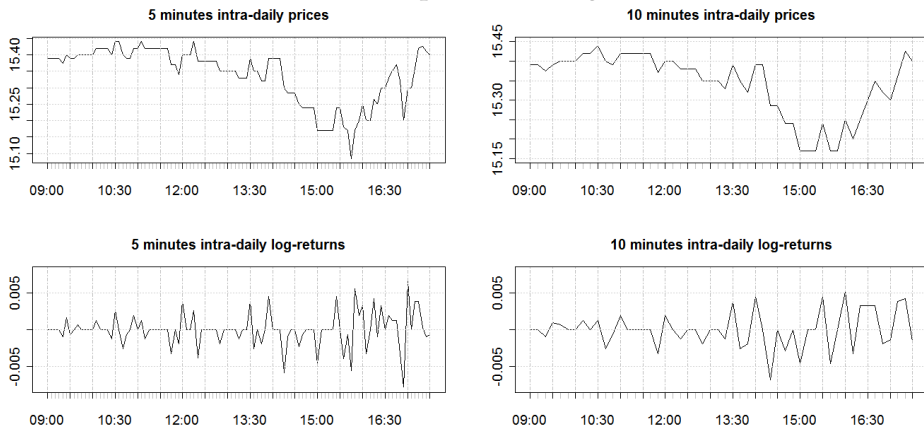 5 minutes intra-daily prices
15.40
15.25
15.10
09:00 10:30 12:00 13:30 15:00 16:30
10 minutes intra-daily prices
15.45
15.30
15.15
09:00 10:30 12:00 13:30 15:00 16:30
5 minutes intra-daily log-returns
0.005
-0.005
09:00 10:30 12:00 13:30 15:00 16:30
10 minutes intra-daily log-returns
0.005
-0.005
09:00 10:30 12:00 13:30 15:00 16:30